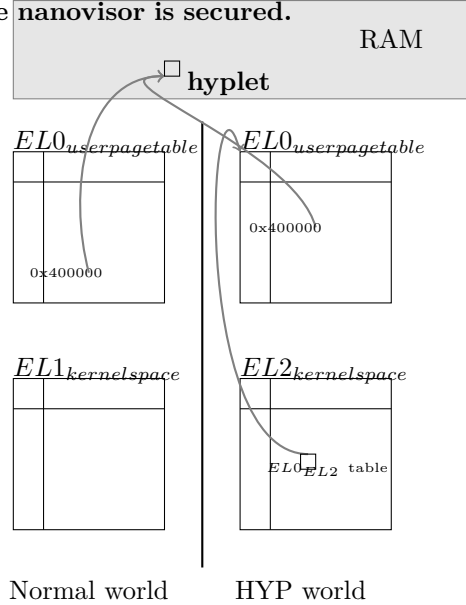 e nanovisor is secured.
RAM
hyplet
EL0userpagetable EL0userpagetable
0x400000 0x400000
EL1kernelspace EL2kernelspace
EL0EL2 table
Normal world HYP world